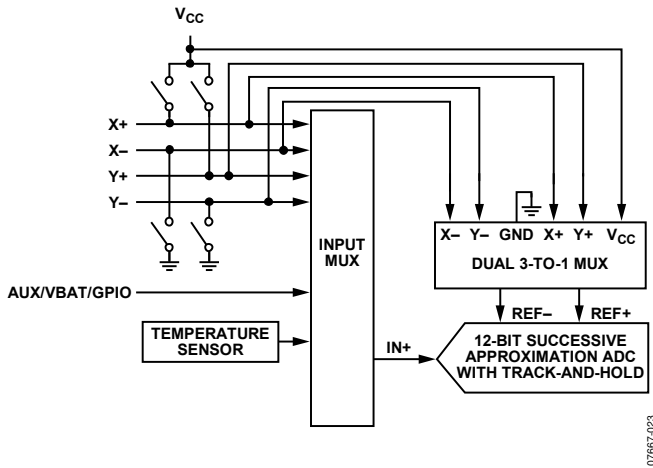 VCC
X+
X–
Y+
Y–
INPUT
MUX
X– Y– GND X+ Y+ VCC
DUAL 3-TO-1 MUX
AUX/VBAT/GPIO
REF– REF+
TEMPERATURE
SENSOR
IN+
12-BIT SUCCESSIVE
APPROXIMATION ADC
WITH TRACK-AND-HOLD
07667-023